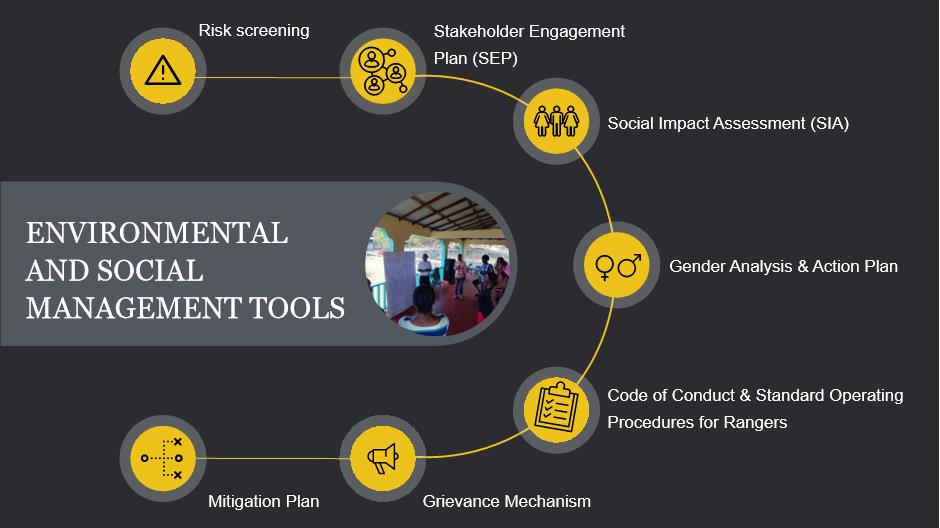 Risk screening
Stakeholder Engagement
Plan (SEP)
Social Impact Assessment (SIA)
ENVIRONMENTAL
AND SOCIAL
MANAGEMENT TOOLS
Gender Analysis & Action Plan
Code of Conduct & Standard Operating
Procedures for Rangers
Grievance Mechanism
Mitigation Plan